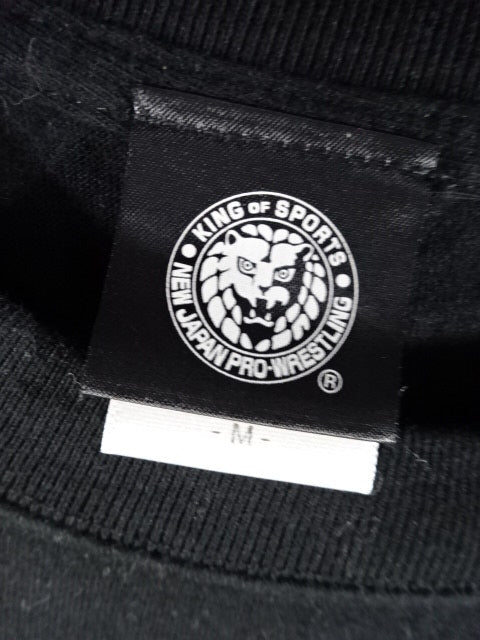 KING OF SPORTS
NEW JAPAN PRO-WRESTLING
®
- M -